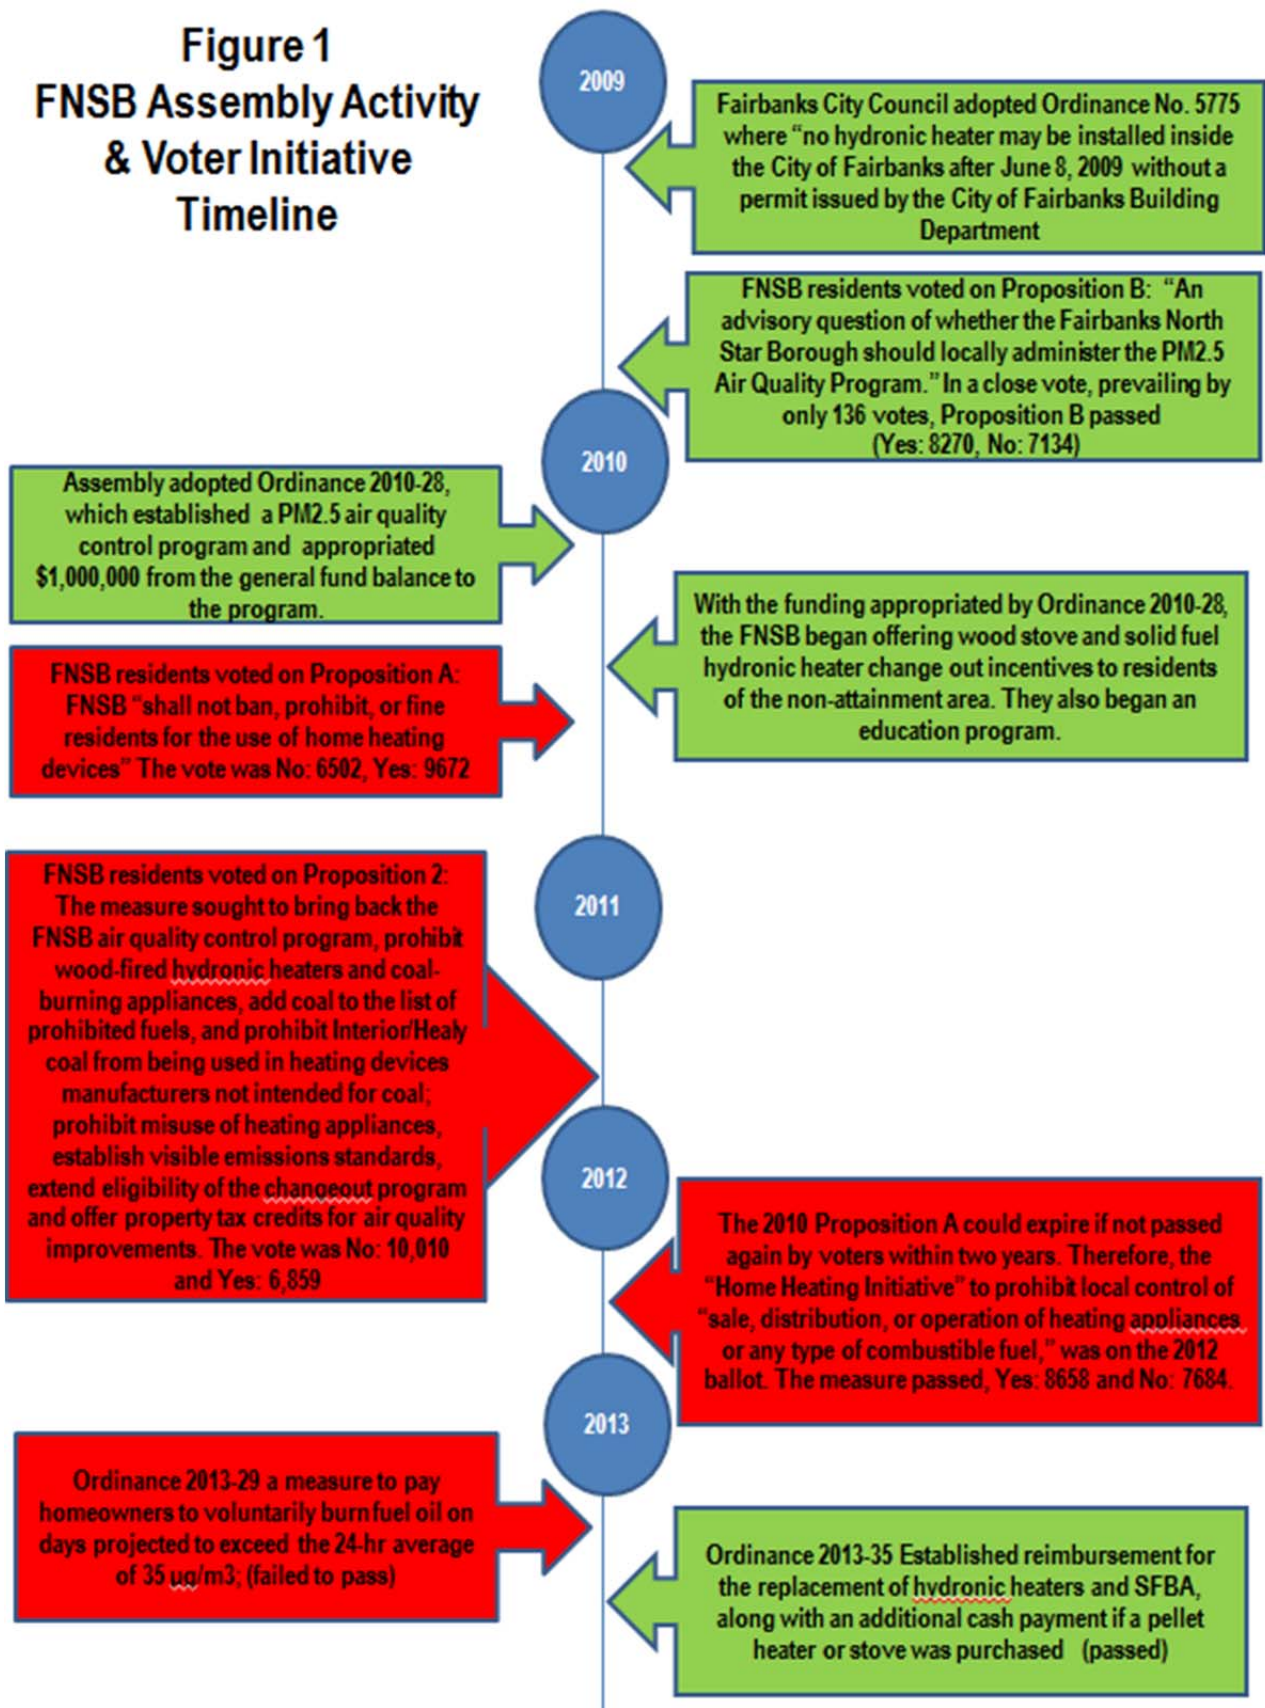 Figure 1
FNSB Assembly Activity
& Voter Initiative
Timeline
2009
Fairbanks City Council adopted Ordinance No. 5775
where “no hydronic heater may be installed inside
the City of Fairbanks after June 8, 2009 without a
permit issued by the City of Fairbanks Building
Department
FNSB residents voted on Proposition B: “An
advisory question of whether the Fairbanks North
Star Borough should locally administer the PM2.5
Air Quality Program.” In a close vote, prevailing by
only 136 votes, Proposition B passed
(Yes: 8270, No: 7134)
2010
Assembly adopted Ordinance 2010-28,
which established a PM2.5 air quality
control program and appropriated
$1,000,000 from the general fund balance to
the program.
With the funding appropriated by Ordinance 2010-28,
the FNSB began offering wood stove and solid fuel
hydronic heater change out incentives to residents
of the non-attainment area. They also began an
education program.
FNSB residents voted on Proposition A:
FNSB “shall not ban, prohibit, or fine
residents for the use of home heating
devices” The vote was No: 6502, Yes: 9672
2011
FNSB residents voted on Proposition 2:
The measure sought to bring back the
FNSB air quality control program, prohibit
wood-fired hydronic heaters and coal-
burning appliances, add coal to the list of
prohibited fuels, and prohibit Interior/Healy
coal from being used in heating devices
manufacturers not intended for coal;
prohibit misuse of heating appliances,
establish visible emissions standards,
extend eligibility of the changeout program
and offer property tax credits for air quality
improvements. The vote was No: 10,010
and Yes: 6,859
2012
The 2010 Proposition A could expire if not passed
again by voters within two years. Therefore, the
“Home Heating Initiative” to prohibit local control of
“sale, distribution, or operation of heating appliances
or any type of combustible fuel,” was on the 2012
ballot. The measure passed, Yes: 8658 and No: 7684.
2013
Ordinance 2013-29 a measure to pay
homeowners to voluntarily burn fuel oil on
days projected to exceed the 24-hr average
of 35 ug/m3; (failed to pass)
Ordinance 2013-35 Established reimbursement for
the replacement of hydronic heaters and SFBA,
along with an additional cash payment if a pellet
heater or stove was purchased (passed)